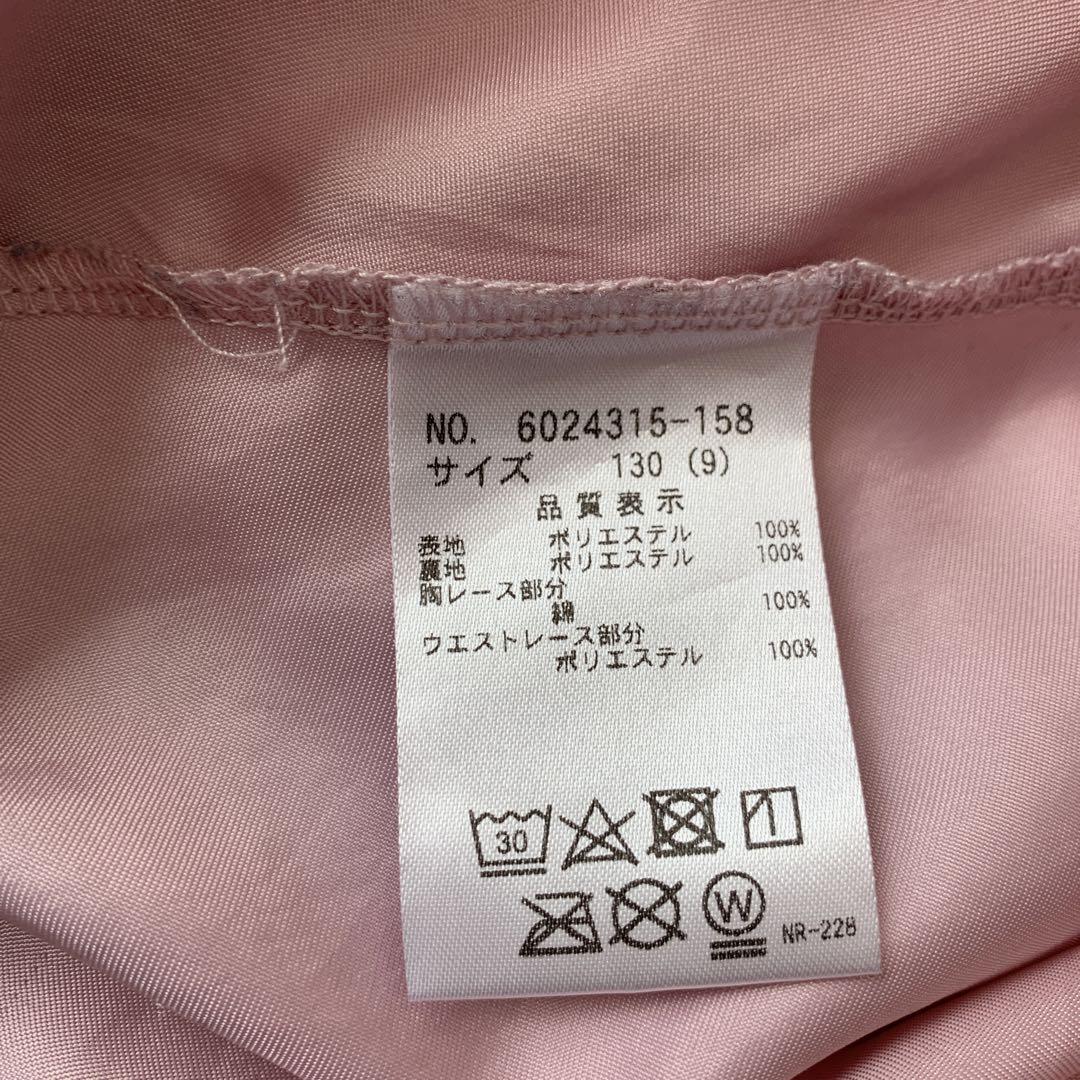 NO. 6024315-158
サイズ 130 (9)
品質表示
表地 ポリエステル 100%
裏地 ポリエステル 100%
胸レース部分
綿 100%
ウエストレース部分
ポリエステル 100%
30
W NR-228